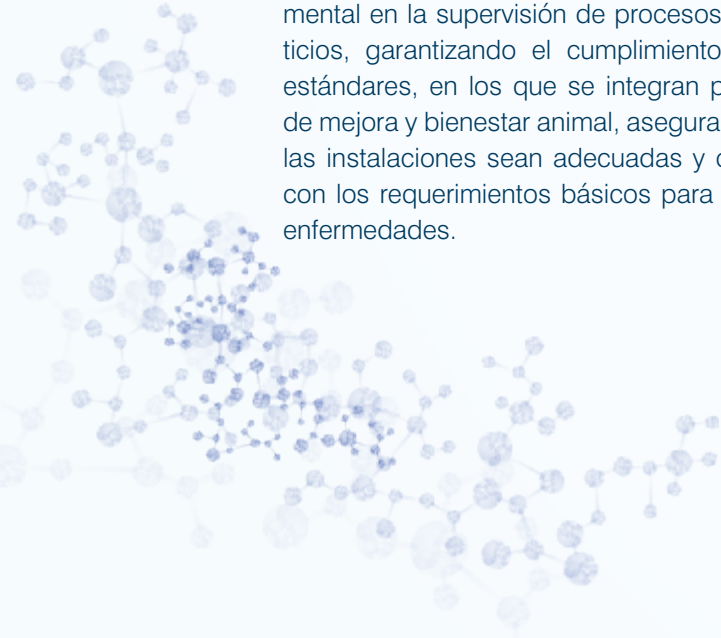 mental en la supervisión de procesos
ticios, garantizando el cumplimiento
estándares, en los que se integran p
de mejora y bienestar animal, asegura
las instalaciones sean adecuadas y c
con los requerimientos básicos para
enfermedades.